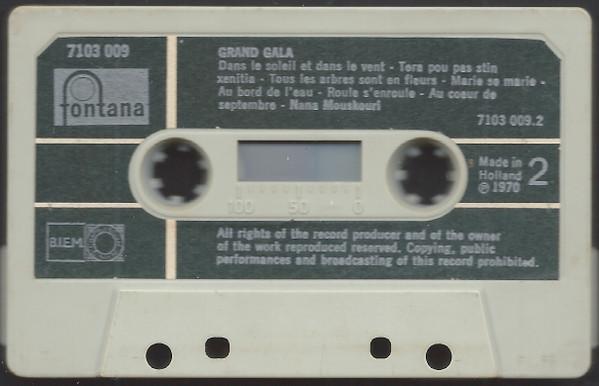 7103 009
GRAND GALA
Dans le soleil et dans le vent - Tora pou pas stin
xenitia - Tous les arbres sont en fleurs - Marie se marie -
Au bord de l'eau - Roule s'enroule - Au coeur de
septembre - Nana Mouskouri
fontana
7103 009.2
Made in
Holland
℗ 1970
2
100 50 0
B.I.E.M.
All rights of the record producer and of the owner
of the work reproduced reserved. Copying, public
performances and broadcasting of this record prohibited.